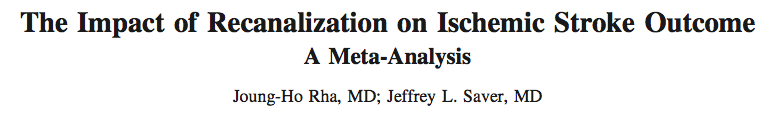 The Impact of Recanalization on Ischemic Stroke Outcome
A Meta-Analysis
Joung-Ho Rha, MD; Jeffrey L. Saver, MD